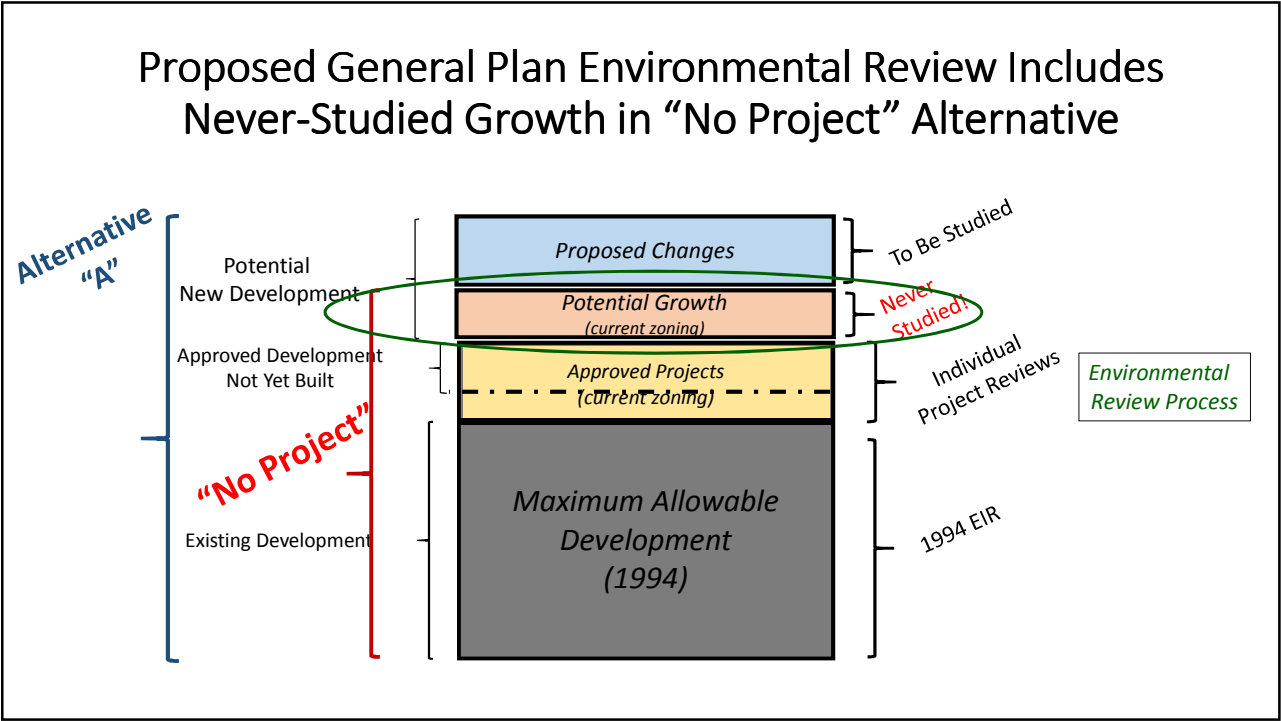 Proposed General Plan Environmental Review Includes
Never-Studied Growth in “No Project” Alternative
Alternative
“A”
Potential
New Development
Proposed Changes
To Be Studied
Potential Growth
(current zoning)
Never
Studied!
Approved Development
Not Yet Built
Approved Projects
(current zoning)
Individual
Project Reviews
Environmental
Review Process
“No Project”
Existing Development
Maximum Allowable
Development
(1994)
1994 EIR